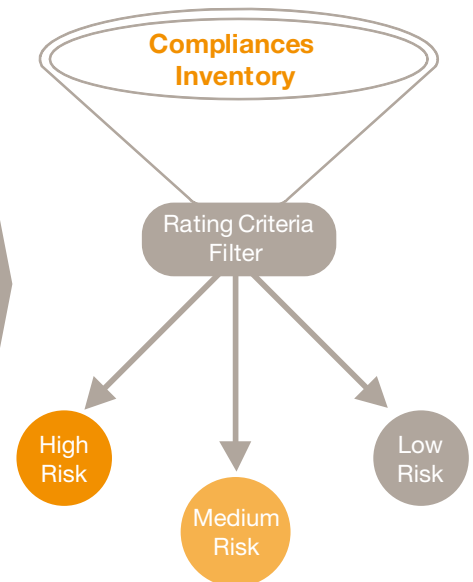 Compliances
Inventory
Rating Criteria
Filter
High
Risk
Medium
Risk
Low
Risk